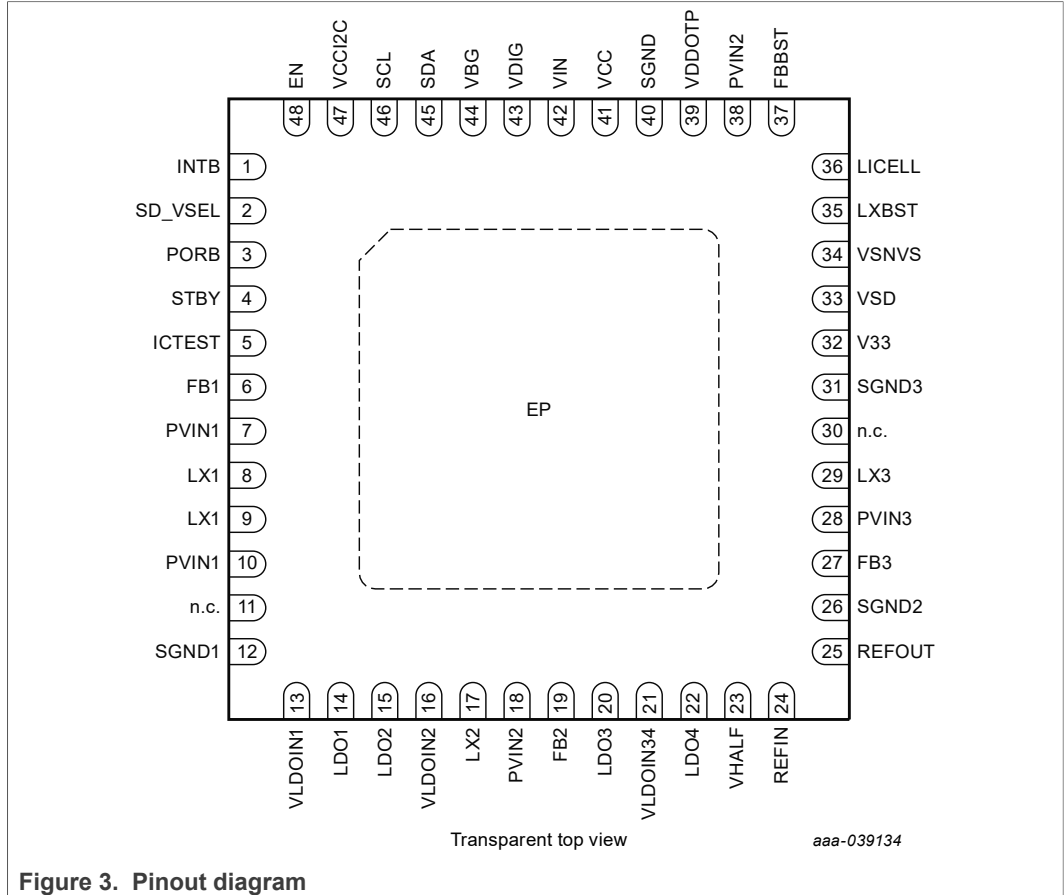 EN
VCCI2C
SCL
SDA
VBG
VDIG
VIN
VCC
SGND
VDDOTP
PVIN2
FBBST
48
47
46
45
44
43
42
41
40
39
38
37
INTB 1
SD_VSEL 2
PORB 3
STBY 4
ICTEST 5
FB1 6
PVIN1 7
LX1 8
LX1 9
PVIN1 10
n.c. 11
SGND1 12
EP
36 LICELL
35 LXBST
34 VSNVS
33 VSD
32 V33
31 SGND3
30 n.c.
29 LX3
28 PVIN3
27 FB3
26 SGND2
25 REFOUT
13
14
15
16
17
18
19
20
21
22
23
24
VLDOIN1
LDO1
LDO2
VLDOIN2
LX2
PVIN2
FB2
LDO3
VLDOIN34
LDO4
VHALF
REFIN
Transparent top view
aaa-039134
Figure 3. Pinout diagram